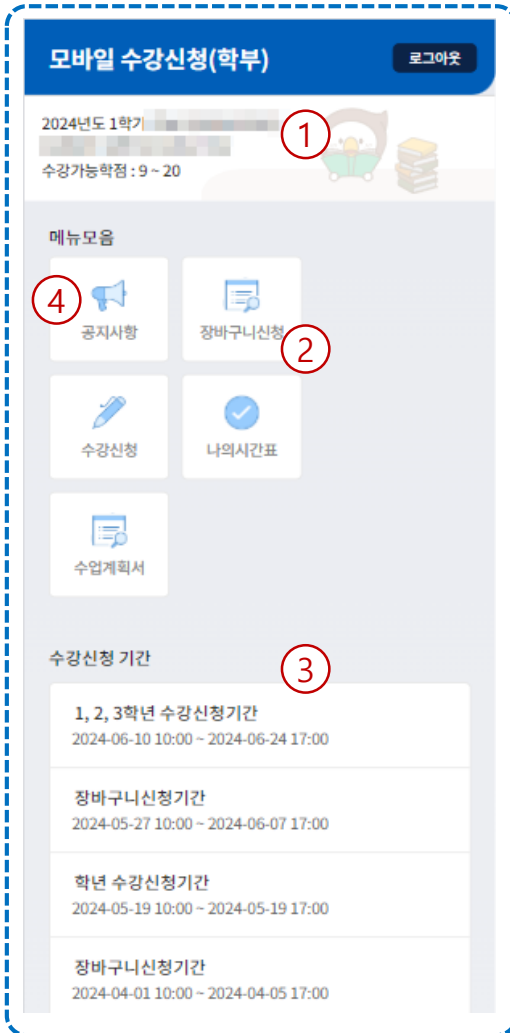 모바일 수강신청(학부)
로그아웃
2024년도 1학기
1
수강가능학점 : 9 ~ 20
메뉴모음
4
공지사항
장바구니신청
2
수강신청
나의시간표
수업계획서
수강신청 기간
3
1, 2, 3학년 수강신청기간
2024-06-10 10:00 ~ 2024-06-24 17:00
장바구니신청기간
2024-05-27 10:00 ~ 2024-06-07 17:00
학년 수강신청기간
2024-05-19 10:00 ~ 2024-05-19 17:00
장바구니신청기간
2024-04-01 10:00 ~ 2024-04-05 17:00